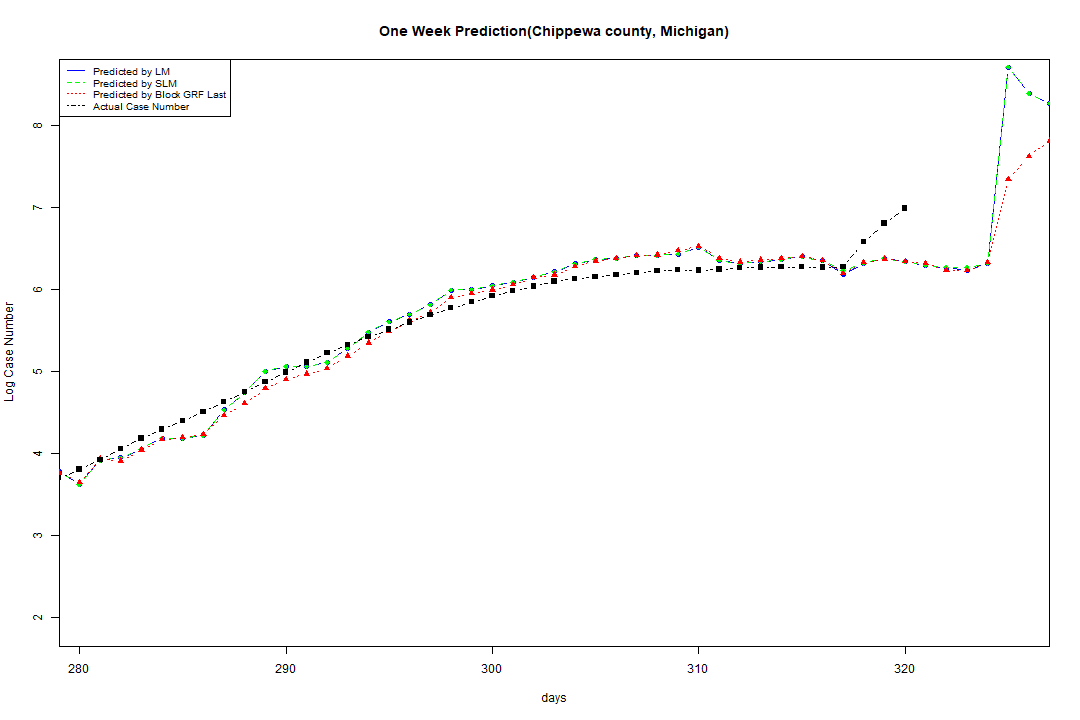 One Week Prediction(Chippewa county, Michigan)
Predicted by LM
Predicted by SLM
Predicted by Block GRF Last
Actual Case Number
8
7
6
5
4
3
2
Log Case Number
280 290 300 310 320
days